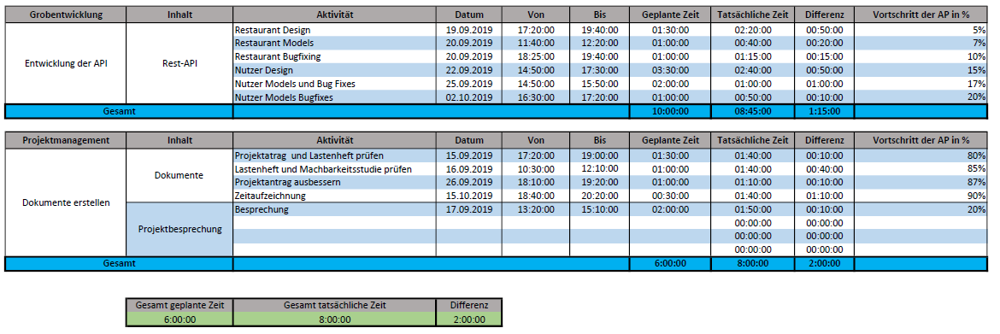 Grobentwicklung Inhalt Aktivität Datum Von Bis Geplante Zeit Tatsächliche Zeit Differenz Vortschritt der AP in %
Entwicklung der API Rest-API
Restaurant Design 19.09.2019 17:20:00 19:40:00 01:30:00 02:20:00 00:50:00 5%
Restaurant Models 20.09.2019 11:40:00 12:20:00 01:00:00 00:40:00 00:20:00 7%
Restaurant Bugfixing 20.09.2019 18:25:00 19:40:00 01:00:00 01:15:00 00:15:00 10%
Nutzer Design 22.09.2019 14:50:00 17:30:00 03:30:00 02:40:00 00:50:00 15%
Nutzer Models und Bug Fixes 25.09.2019 14:50:00 15:50:00 02:00:00 01:00:00 01:00:00 17%
Nutzer Models Bugfixes 02.10.2019 16:30:00 17:20:00 01:00:00 00:50:00 00:10:00 20%
Gesamt 10:00:00 08:45:00 1:15:00
Projektmanagement Inhalt Aktivität Datum Von Bis Geplante Zeit Tatsächliche Zeit Differenz Vortschritt der AP in %
Dokumente erstellen
Dokumente
Projektatrag und Lastenheft prüfen 15.09.2019 17:20:00 19:00:00 01:30:00 01:40:00 00:10:00 80%
Lastenheft und Machbarkeitsstudie prüfen 16.09.2019 10:30:00 12:10:00 01:00:00 01:40:00 00:40:00 85%
Projektantrag ausbessern 26.09.2019 18:10:00 19:20:00 01:00:00 01:10:00 00:10:00 87%
Zeitaufzeichnung 15.10.2019 18:40:00 20:20:00 00:30:00 01:40:00 01:10:00 90%
Projektbesprechung
Besprechung 17.09.2019 13:20:00 15:10:00 02:00:00 01:50:00 00:10:00 20%
00:00:00 00:00:00
00:00:00 00:00:00
00:00:00 00:00:00
Gesamt 6:00:00 8:00:00 2:00:00
Gesamt geplante Zeit Gesamt tatsächliche Zeit Differenz
6:00:00 8:00:00 2:00:00